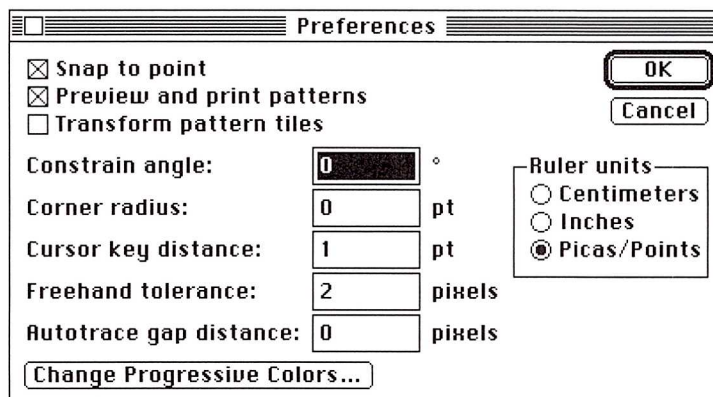 Preferences
Snap to point
Preview and print patterns
Transform pattern tiles
OK
Cancel
Constrain angle: 0 °
Corner radius: 0 pt
Cursor key distance: 1 pt
Freehand tolerance: 2 pixels
Autotrace gap distance: 0 pixels
Ruler units
Centimeters
Inches
Picas/Points
Change Progressive Colors...